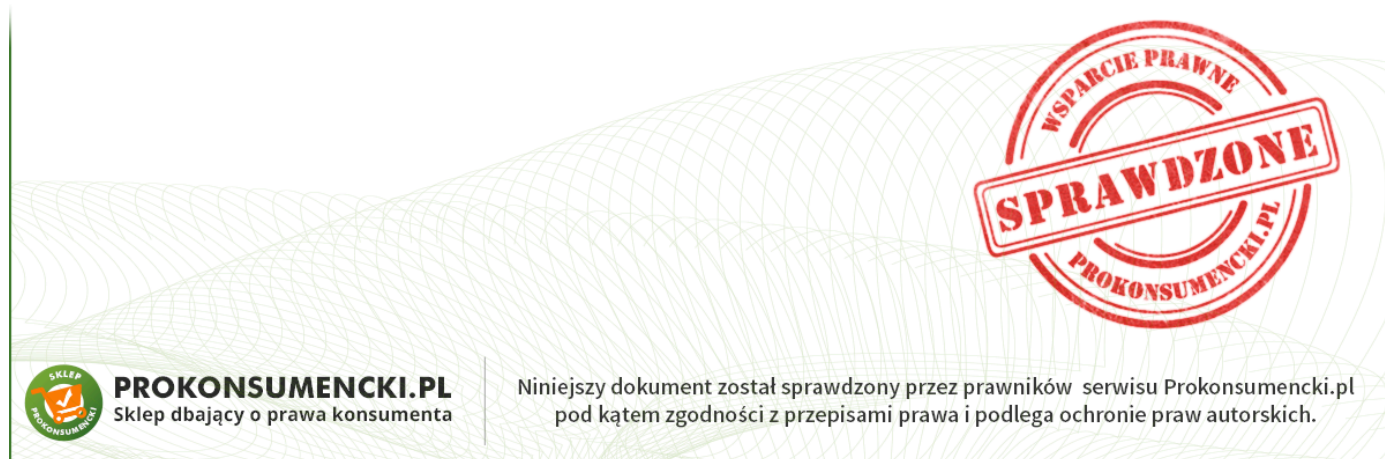 WSPARCIE PRAWNE
SPRAWDZONE
PROKONSUMENCKI.PL
SKLEP
PROKONSUMENCKI
PROKONSUMENCKI.PL
Sklep dbający o prawa konsumenta
Niniejszy dokument został sprawdzony przez prawników serwisu Prokonsumencki.pl
pod kątem zgodności z przepisami prawa i podlega ochronie praw autorskich.